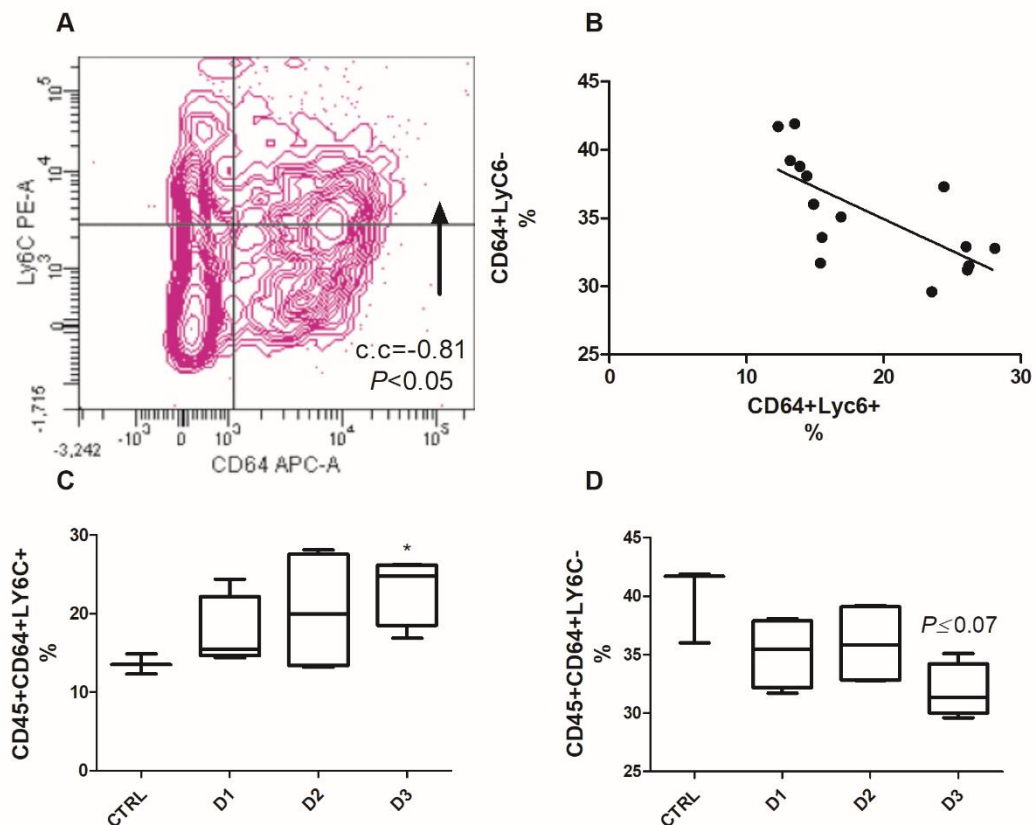 A
Ly6C PE-A
10^5
10^4
10^3
0
-1,715
c.c=-0.81
P<0.05
-3,242
-10^3 0 10^3 10^4 10^5
CD64 APC-A
B
CD64+LyC6-
%
45
40
35
30
25
0 10 20 30
CD64+Lyc6+
%
C
CD45+CD64+LY6C+
%
30
20
10
0
*
CTRL D1 D2 D3
D
CD45+CD64+LY6C-
%
45
40
35
30
25
P≤0.07
CTRL D1 D2 D3